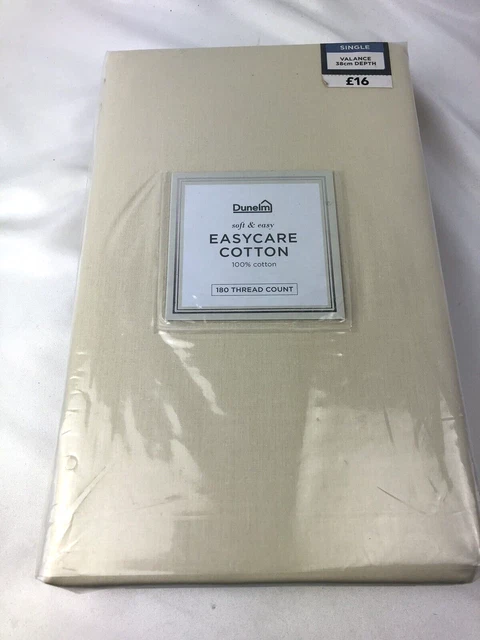 SINGLE
VALANCE
38cm DEPTH
£16
Dunelm
soft & easy
EASYCARE
COTTON
100% cotton
180 THREAD COUNT